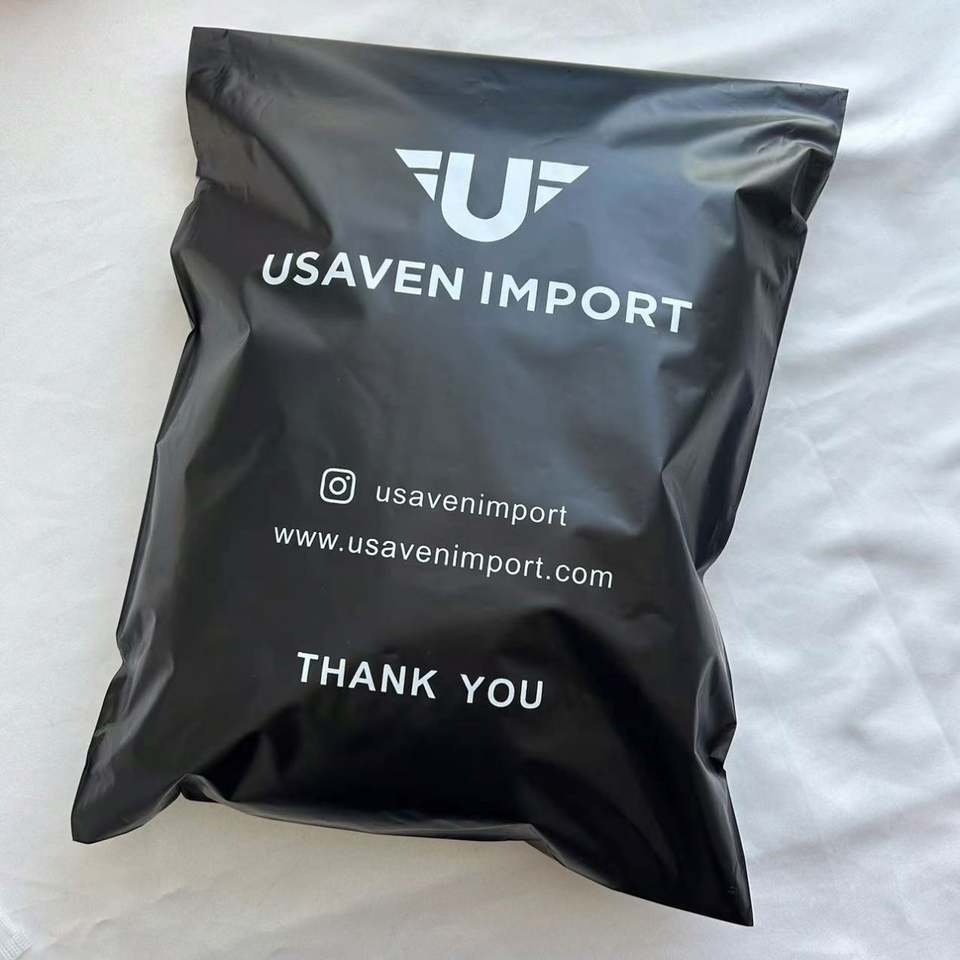 U
USAVEN IMPORT
usavenimport
www.usavenimport.com
THANK YOU